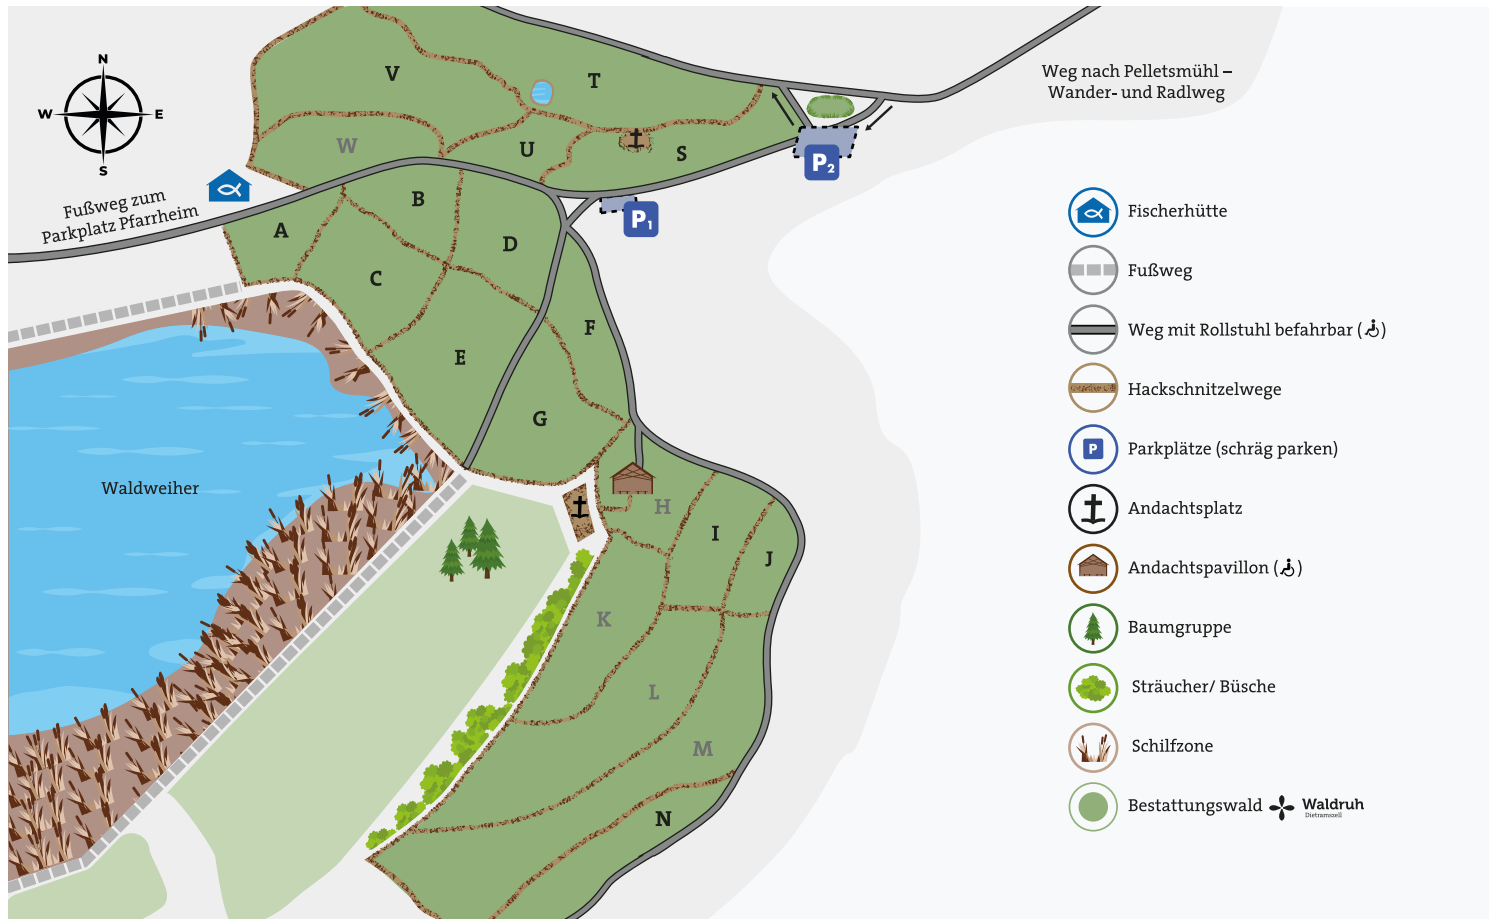 N
W
E
S
Fußweg zum
Parkplatz Pfarrheim
V
T
W
U
S
P2
P1
Weg nach Pelletsmühl –
Wander- und Radlweg
A
B
C
D
E
F
G
H
I
J
K
L
M
N
Waldweiher
Fischerhütte
Fußweg
Weg mit Rollstuhl befahrbar ( )
Hackschnitzelwege
P
Parkplätze (schräg parken)
Andachtsplatz
Andachtspavillon ( )
Baumgruppe
Sträucher/ Büsche
Schilfzone
Bestattungswald
Waldruh
Dietramszell